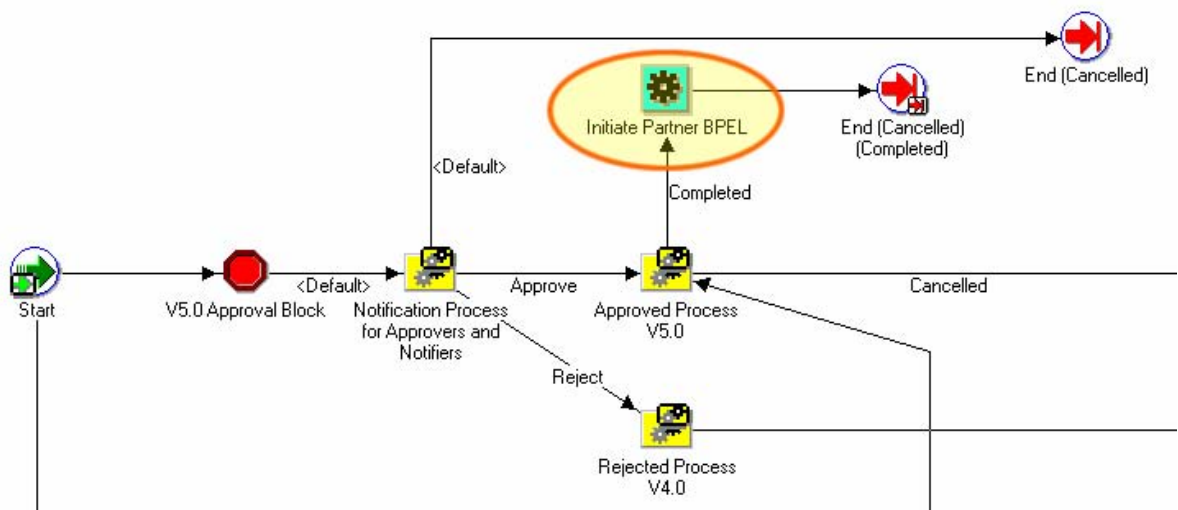 End (Cancelled)
Initiate Partner BPEL
End (Cancelled)
(Completed)
<Default>
Completed
Start
V5.0 Approval Block
<Default>
Notification Process
for Approvers and
Notifiers
Approve
Approved Process
V5.0
Cancelled
Reject
Rejected Process
V4.0